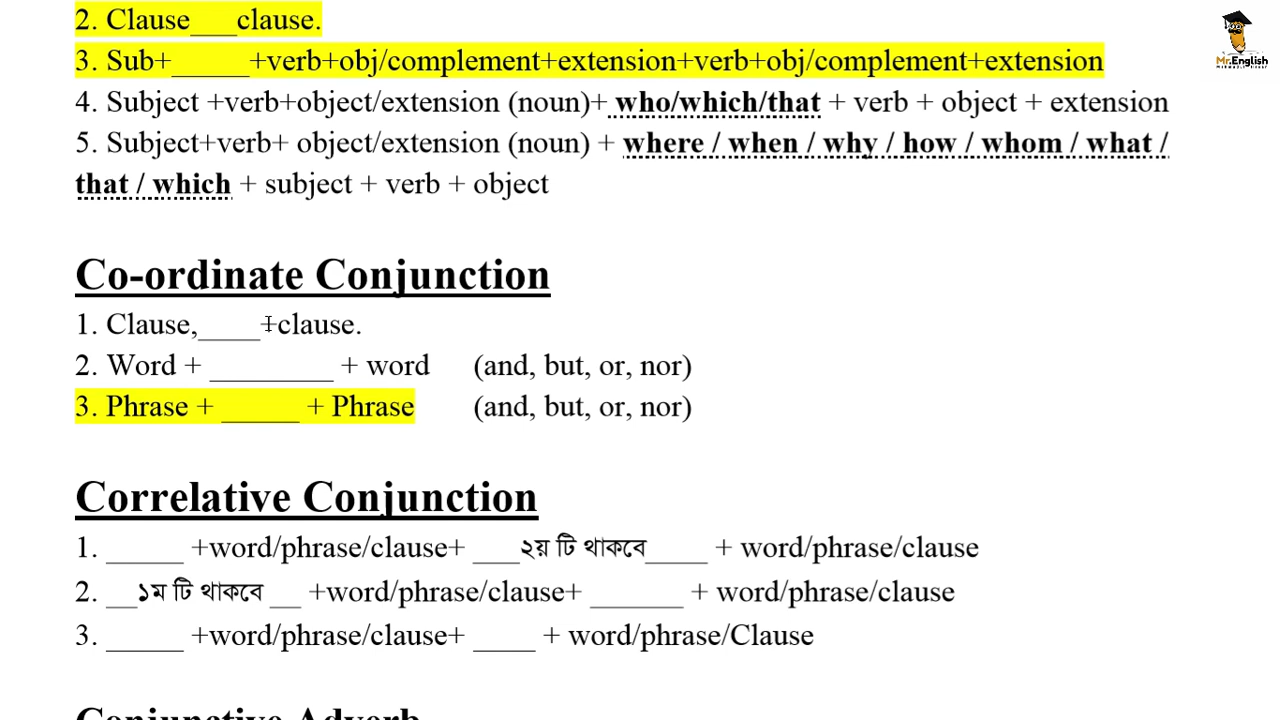 2. Clause___clause.
3. Sub+_____+verb+obj/complement+extension+verb+obj/complement+extension
4. Subject +verb+object/extension (noun)+ who/which/that + verb + object + extension
5. Subject+verb+ object/extension (noun) + where / when / why / how / whom / what /
that / which + subject + verb + object
Co-ordinate Conjunction
1. Clause,____+clause.
2. Word + ________ + word (and, but, or, nor)
3. Phrase + _____ + Phrase (and, but, or, nor)
Correlative Conjunction
1. _____ +word/phrase/clause+ ___২য় টি থাকবে____ + word/phrase/clause
2. __১ম টি থাকবে __ +word/phrase/clause+ ______ + word/phrase/clause
3. _____ +word/phrase/clause+ ____ + word/phrase/Clause
Conjunctive Adverb
Mr.English